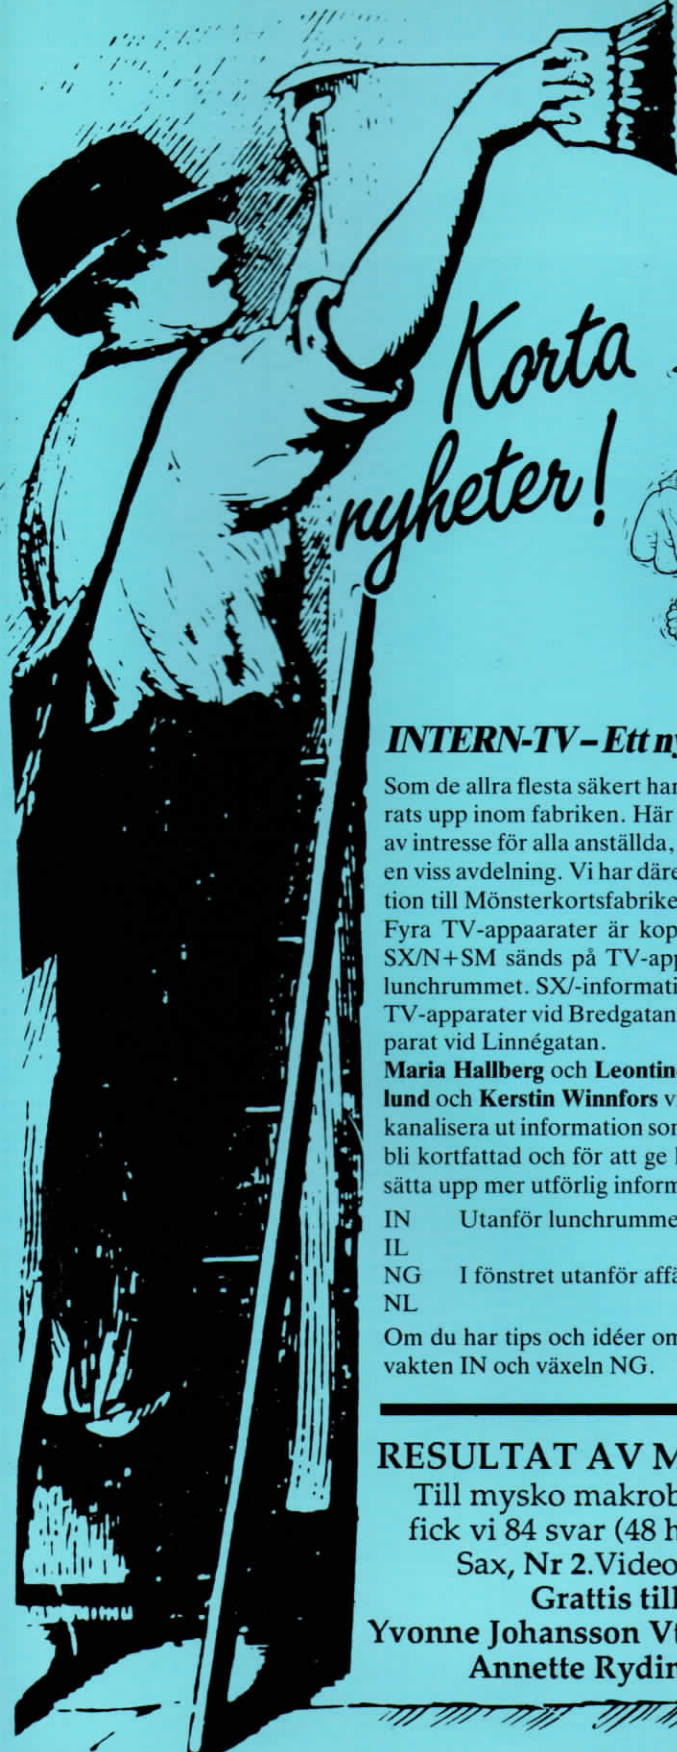 Korta
nyheter!
INTERN-TV – Ett ny
Som de allra flesta säkert har
rats upp inom fabriken. Här
av intresse för alla anställda,
en viss avdelning. Vi har däre
tion till Mönsterkortsfabrike
Fyra TV-appaarater är kop
SX/N+SM sänds på TV-app
lunchrummet. SX/-informati
TV-apparater vid Bredgatan
parat vid Linnégatan.
Maria Hallberg och Leontine
lund och Kerstin Winnfors vi
kanalisera ut information som
bli kortfattad och för att ge l
sätta upp mer utförlig inform
IN Utanför lunchrumme
IL
NG I fönstret utanför affä
NL
Om du har tips och idéer om
vakten IN och växeln NG.
RESULTAT AV M
Till mysko makrob
fick vi 84 svar (48 h
Sax, Nr 2.Video
Grattis till
Yvonne Johansson Vt
Annette Rydin